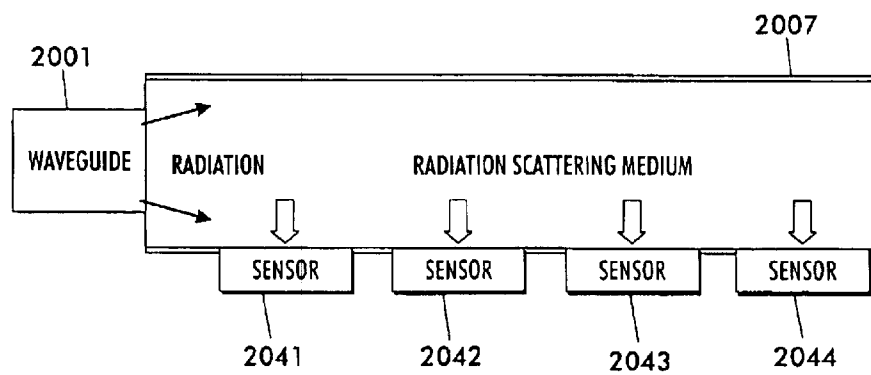 2001
2007
WAVEGUIDE
RADIATION
RADIATION SCATTERING MEDIUM
SENSOR
SENSOR
SENSOR
SENSOR
2041
2042
2043
2044